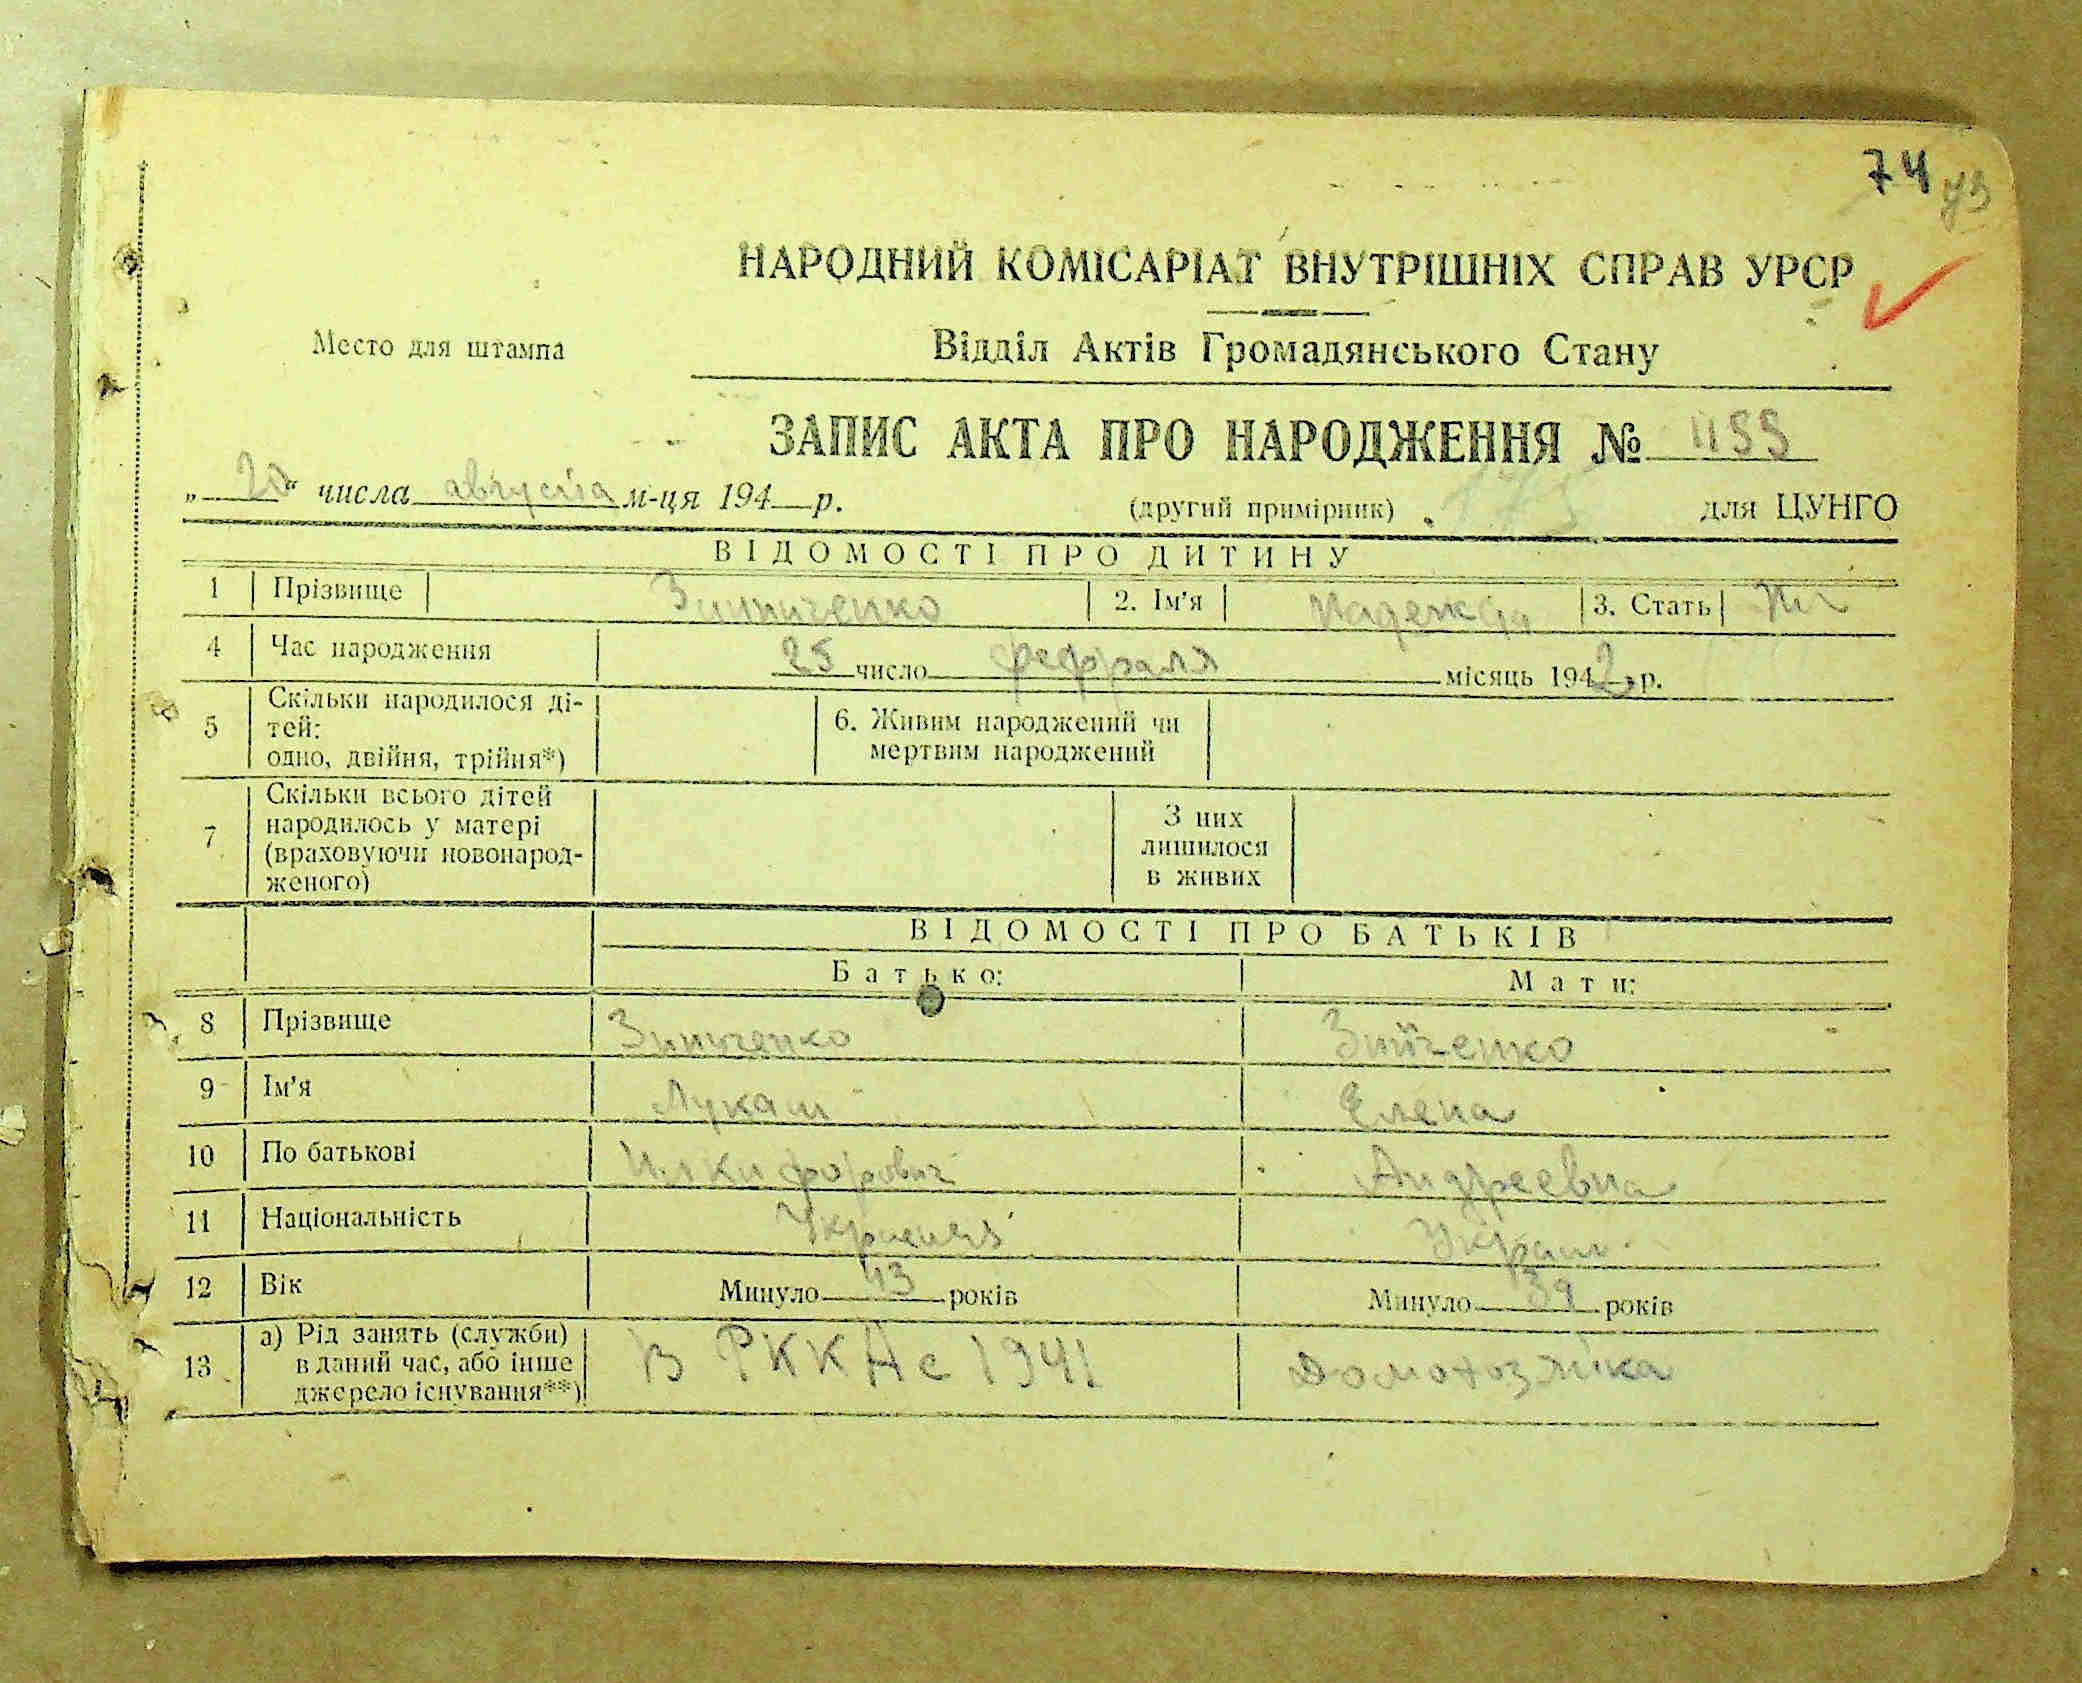 74 73
НАРОДНИЙ КОМІСАРІАТ ВНУТРІШНІХ СПРАВ УРСР
Место для штампа
Відділ Актів Громадянського Стану
ЗАПИС АКТА ПРО НАРОДЖЕННЯ № 1155
„ “ числа августа м-ця 194 р. (другий примірник) для ЦУНГО
ВІДОМОСТІ ПРО ДИТИНУ
1 Прізвище Зинченко 2. Ім'я Надежда 3. Стать
4 Час народження 25 число февраля місяць 1942 р.
5 Скільки народилося ді-
тей:
одно, двійня, трійня*)
6. Живим народжений чи
мертвим народжений
7 Скільки всього дітей
народилось у матері
(враховуючи новонарод-
женого)
З них
лишилося
в живих
ВІДОМОСТІ ПРО БАТЬКІВ
Батько: Мати:
8 Прізвище Зинченко Зинченко
9 Ім'я Лукаш Елена
10 По батькові Никифорович Андреевна
11 Національність Украин.
12 Вік Минуло 43 років Минуло 39 років
13 а) Рід занять (служби)
в даний час, або інше
джерело існування**)
В РККА с 1941 Домохозяйка